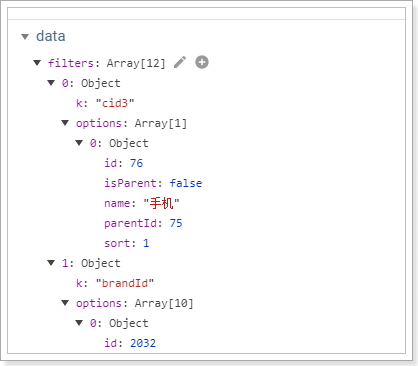 data
filters: Array[12]
0: Object
k: "cid3"
options: Array[1]
0: Object
id: 76
isParent: false
name: "手机"
parentId: 75
sort: 1
1: Object
k: "brandId"
options: Array[10]
0: Object
id: 2032